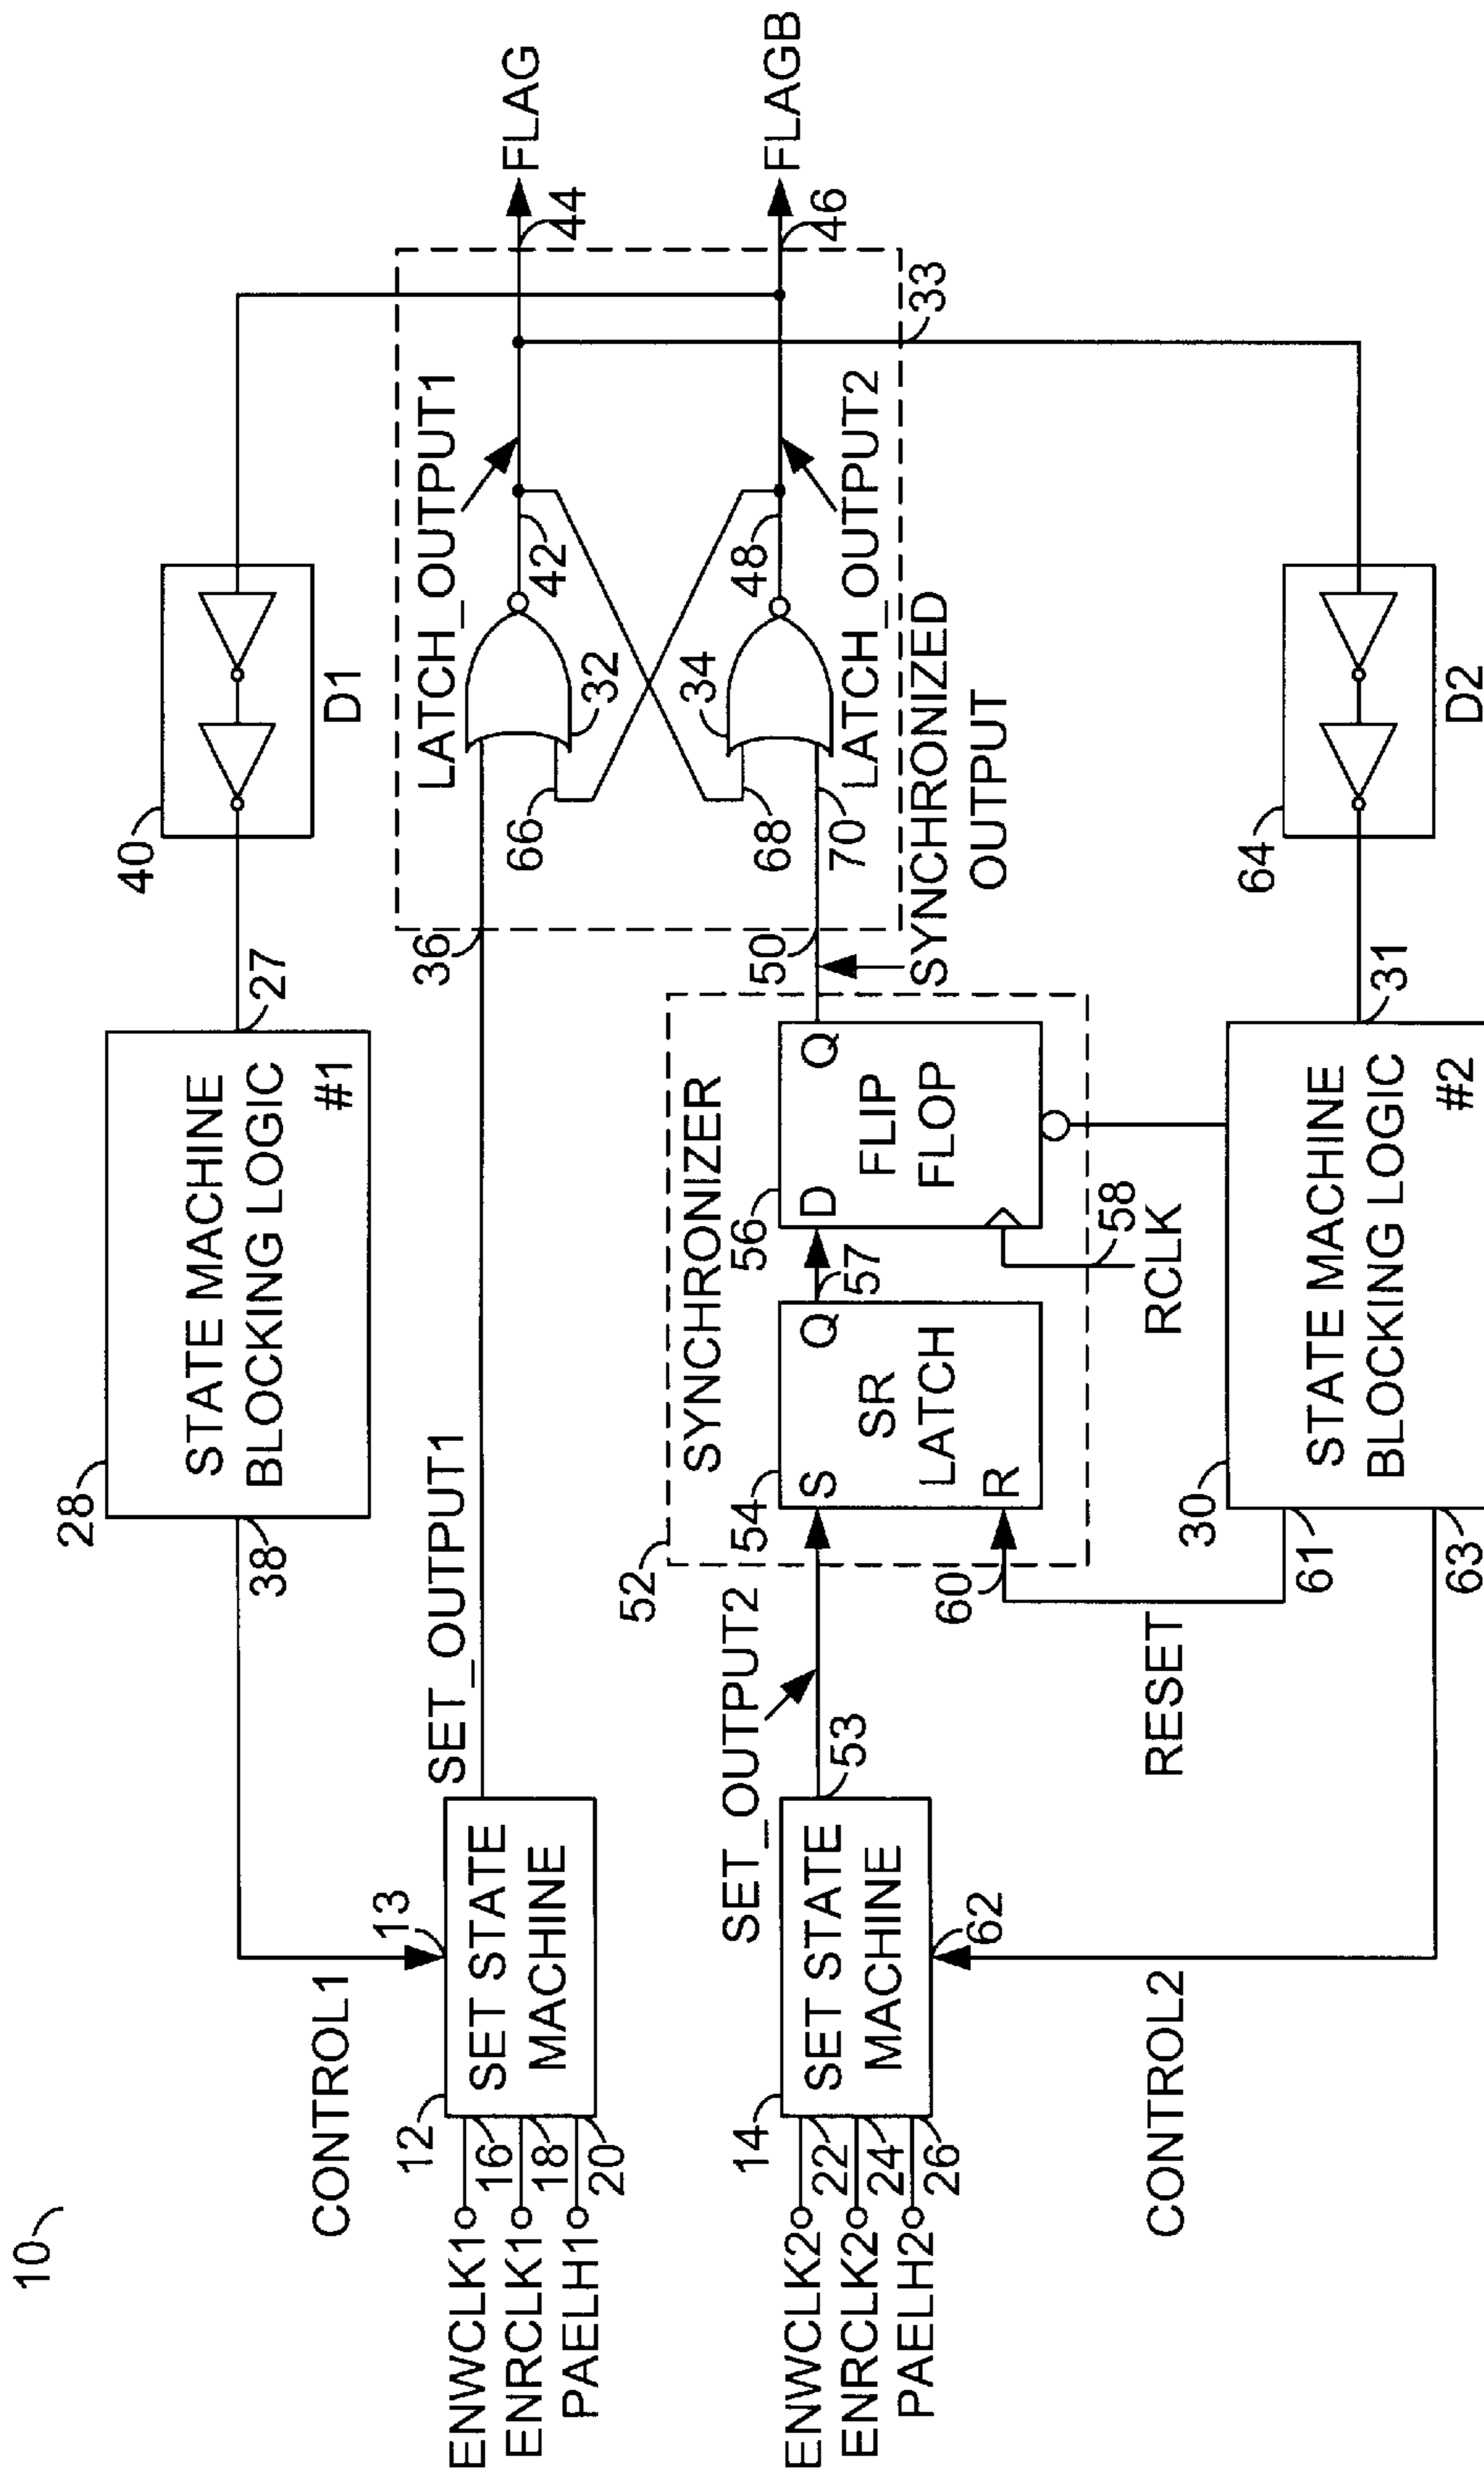 10
CONTROL1
28
STATE MACHINE
BLOCKING LOGIC
#1
38
27
40
D1
12
13
SET STATE
MACHINE
ENWCLK1
16
ENRCLK1
18
PAELH1
20
SET_OUTPUT1
36
66
32
LATCH_OUTPUT1
42
44
FLAG
14
SET STATE
MACHINE
ENWCLK2
22
ENRCLK2
24
PAELH2
26
62
CONTROL2
SET_OUTPUT2
53
52
SYNCHRONIZER
54
S
Q
SR
LATCH
R
60
57
56
D
Q
FLIP
FLOP
58
RCLK
50
SYNCHRONIZED
OUTPUT
68
70
34
48
LATCH_OUTPUT2
46
FLAGB
33
RESET
61
63
30
STATE MACHINE
BLOCKING LOGIC
#2
31
64
D2